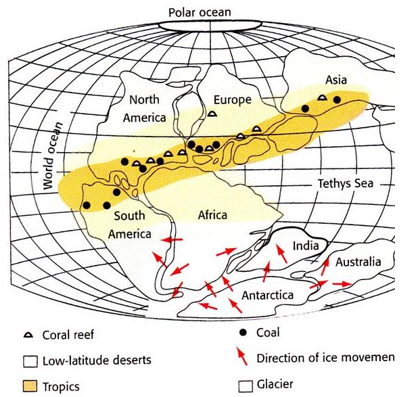 Polar ocean
Asia
North
America
Europe
World ocean
Tethys Sea
South
America
Africa
India
Australia
Antarctica
Coral reef
Coal
Low-latitude deserts
Direction of ice movemen
Tropics
Glacier